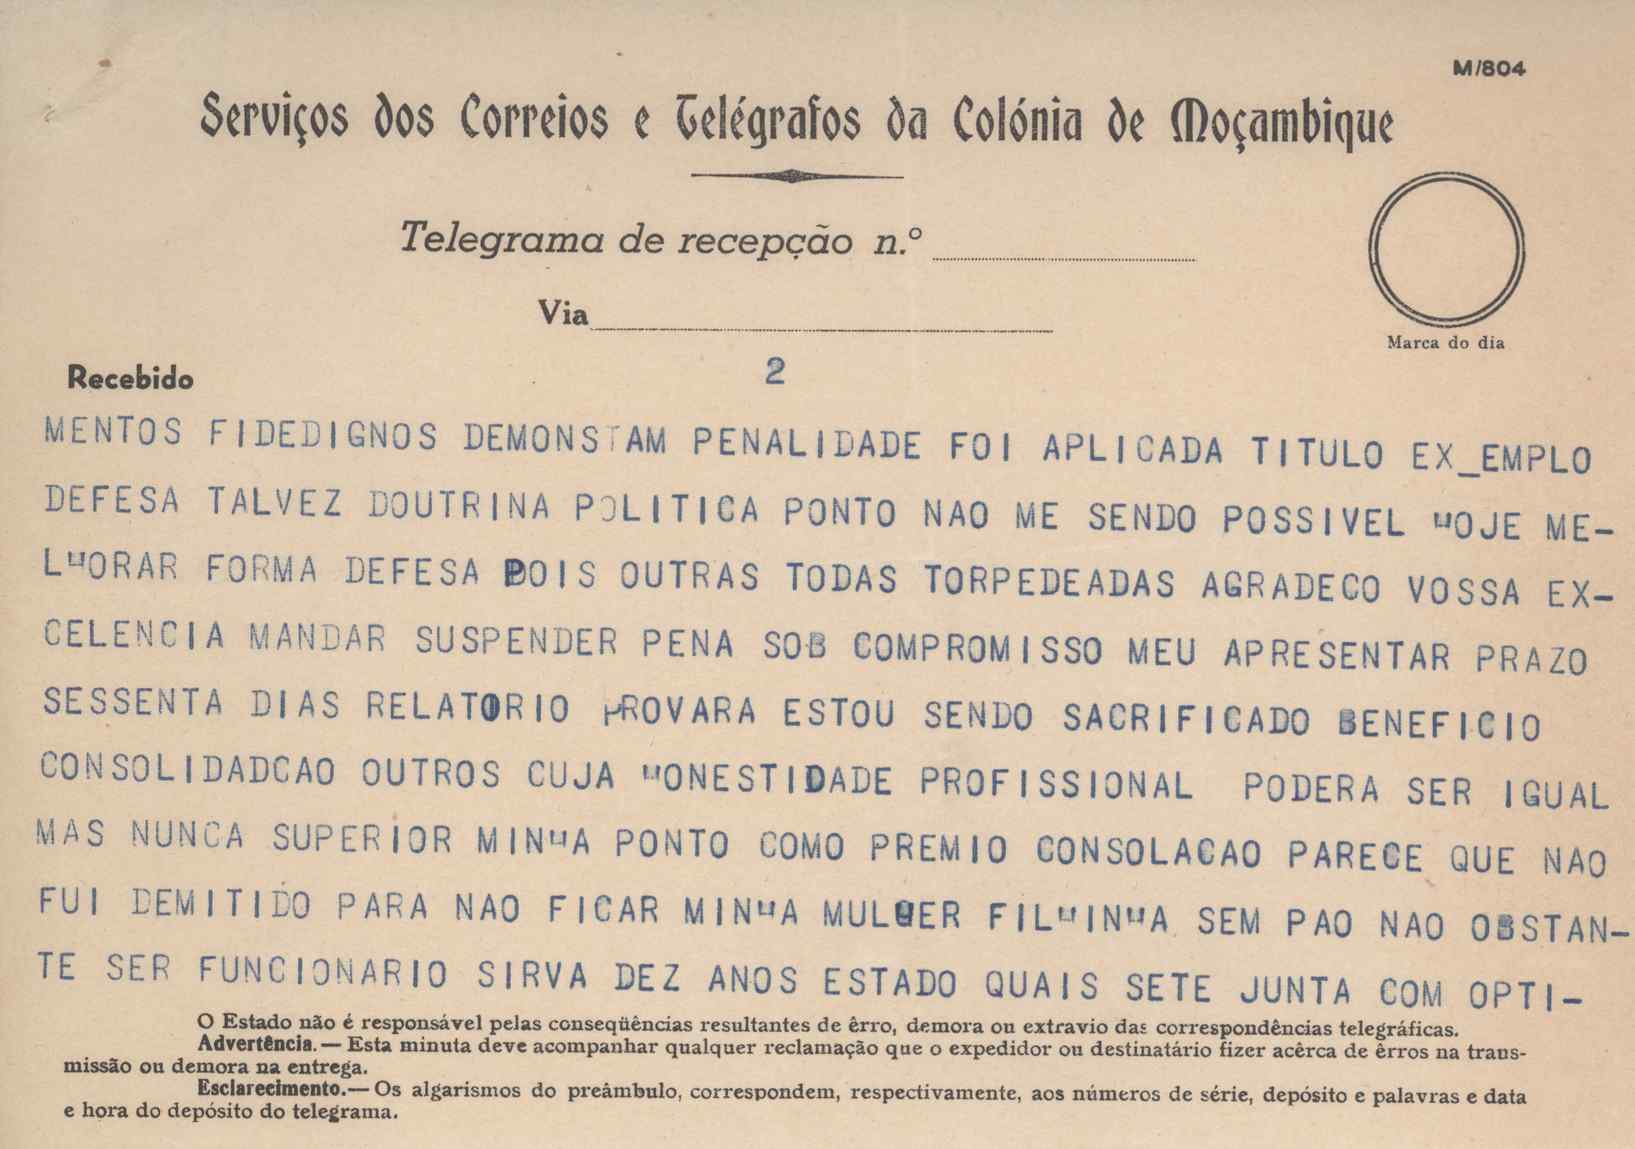 M/804
Serviços dos Correios e Telégrafos da Colónia de Moçambique
Telegrama de recepção n.º
Via
Marca do dia
Recebido
2
MENTOS FIDEDIGNOS DEMONSTAM PENALIDADE FOI APLICADA TITULO EX_EMPLO
DEFESA TALVEZ DOUTRINA POLITICA PONTO NAO ME SENDO POSSIVEL HOJE ME-
LHORAR FORMA DEFESA POIS OUTRAS TODAS TORPEDEADAS AGRADECO VOSSA EX-
CELENCIA MANDAR SUSPENDER PENA SOB COMPROMISSO MEU APRESENTAR PRAZO
SESSENTA DIAS RELATORIO PROVARA ESTOU SENDO SACRIFICADO BENEFICIO
CONSOLIDADCAO OUTROS CUJA HONESTIDADE PROFISSIONAL PODERA SER IGUAL
MAS NUNCA SUPERIOR MINHA PONTO COMO PREMIO CONSOLACAO PARECE QUE NAO
FUI DEMITIDO PARA NAO FICAR MINHA MULHER FILHINHA SEM PAO NAO OBSTAN-
TE SER FUNCIONARIO SIRVA DEZ ANOS ESTADO QUAIS SETE JUNTA COM OPTI-
O Estado não é responsável pelas conseqüências resultantes de êrro, demora ou extravio das correspondências telegráficas.
Advertência.— Esta minuta deve acompanhar qualquer reclamação que o expedidor ou destinatário fizer acêrca de êrros na trans-
missão ou demora na entrega.
Esclarecimento.— Os algarismos do preâmbulo, correspondem, respectivamente, aos números de série, depósito e palavras e data
e hora do depósito do telegrama.